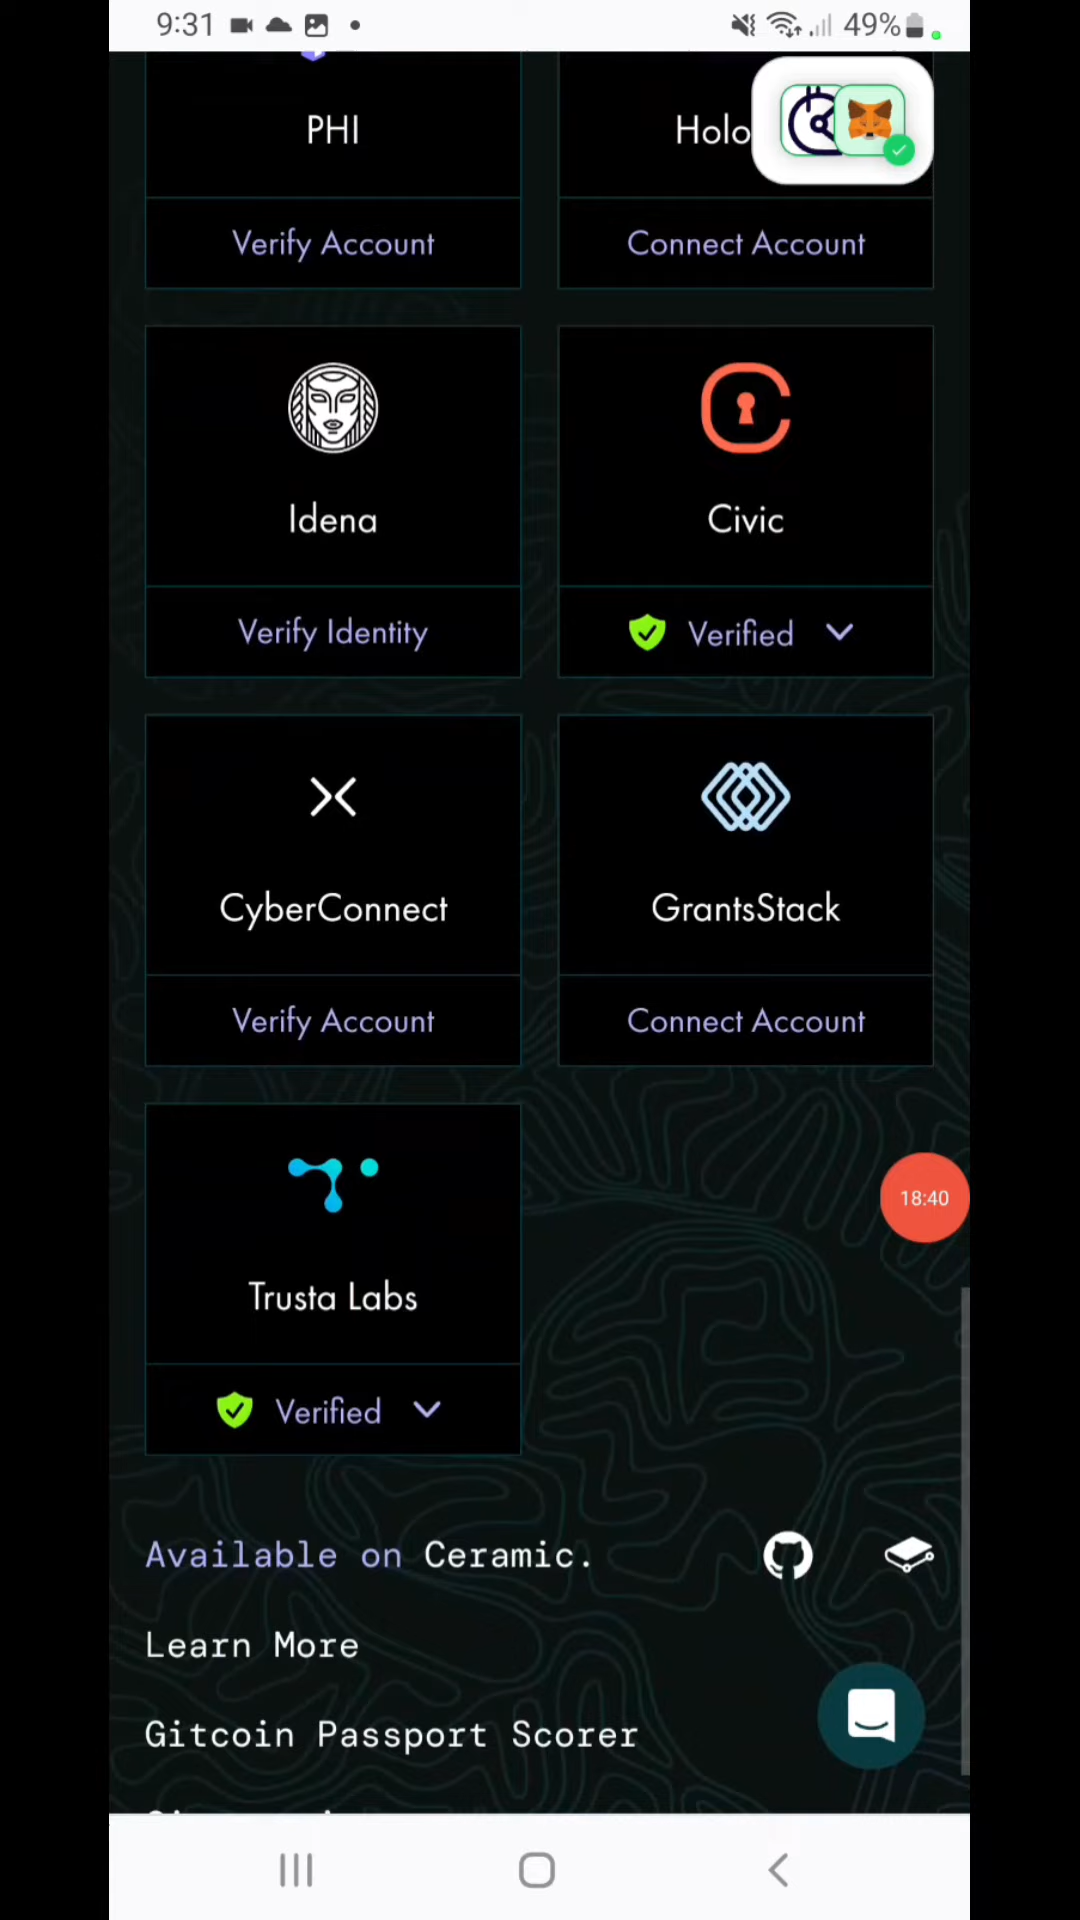 9:31 49%
PHI Holo
Verify Account Connect Account
Idena Civic
Verify Identity Verified
CyberConnect GrantsStack
Verify Account Connect Account
18:40
Trusta Labs
Verified
Available on Ceramic.
Learn More
Gitcoin Passport Scorer